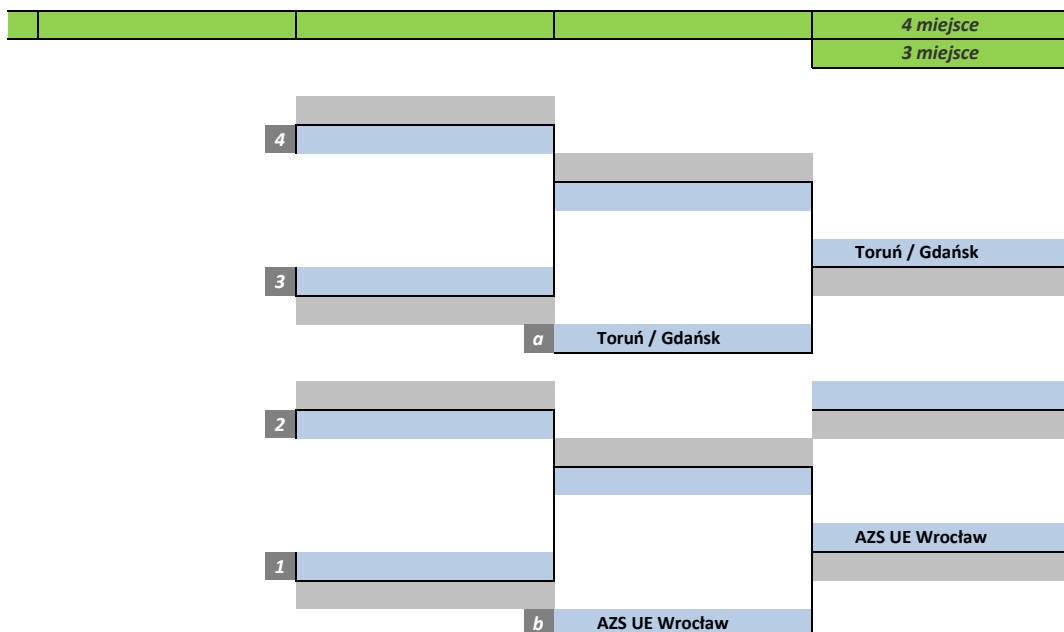 4 miejsce
3 miejsce
4
Toruń / Gdańsk
3
a
Toruń / Gdańsk
2
AZS UE Wrocław
1
b
AZS UE Wrocław